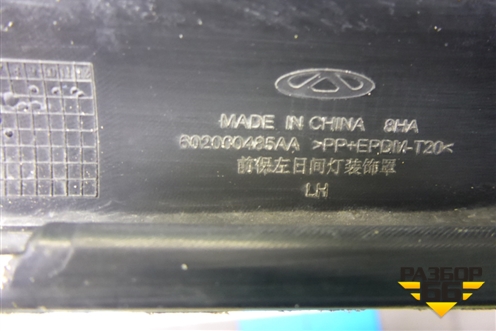 MADE IN CHINA 8HA
602000485AA >PP+EPDM-T20<
前保左日间灯装饰罩
LH
РАЗБОР
66